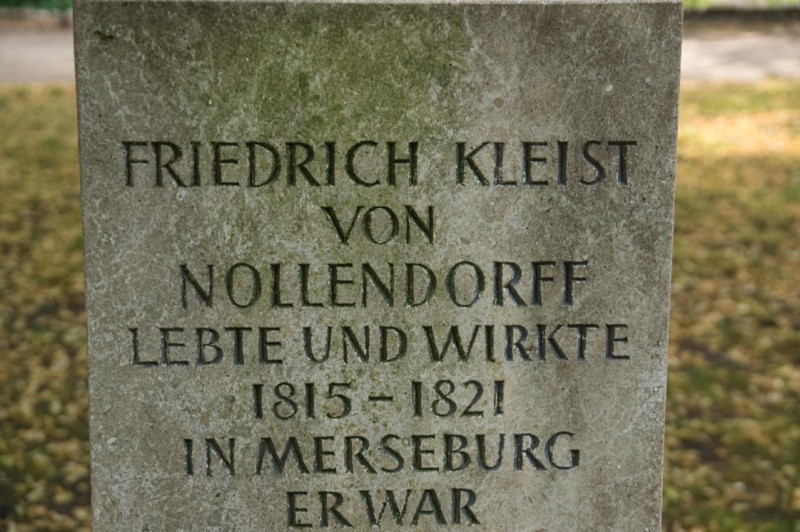 FRIEDRICH KLEIST
VON
NOLLENDORFF
LEBTE UND WIRKTE
1815 – 1821
IN MERSEBURG
ER WAR